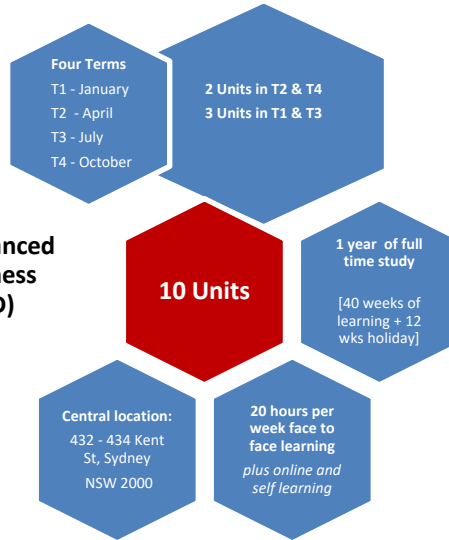 Four Terms
T1 - January
T2 - April
T3 - July
T4 - October
2 Units in T2 & T4
3 Units in T1 & T3
10 Units
1 year of full
time study
[40 weeks of
learning + 12
wks holiday]
Central location:
432 - 434 Kent
St, Sydney
NSW 2000
20 hours per
week face to
face learning
plus online and
self learning